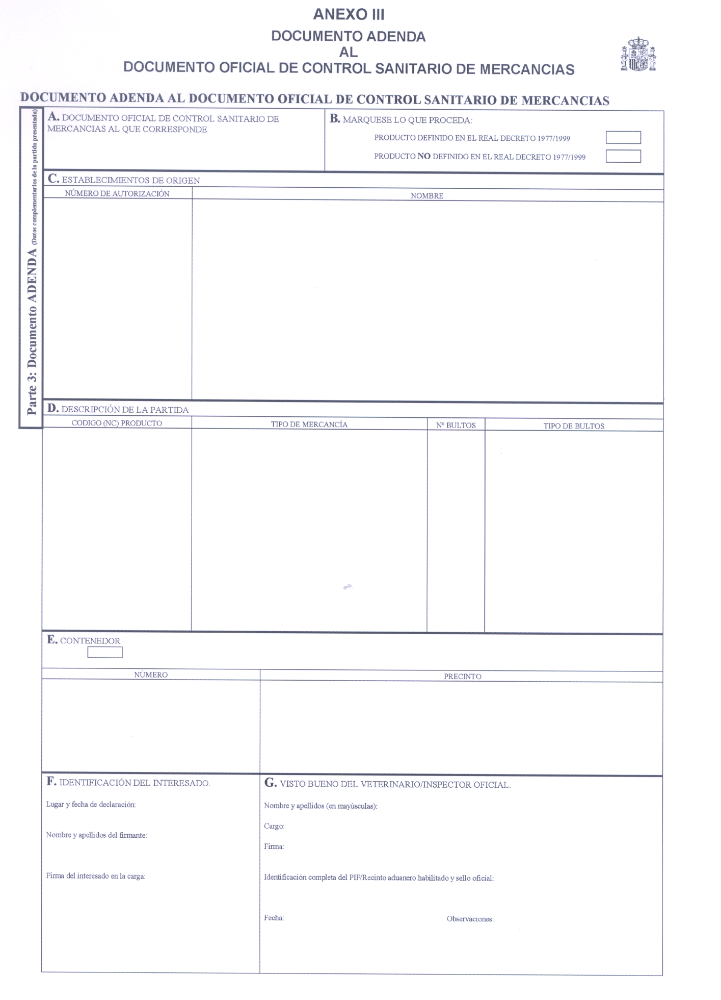 ANEXO III
DOCUMENTO ADENDA
AL
DOCUMENTO OFICIAL DE CONTROL SANITARIO DE MERCANCIAS
DOCUMENTO ADENDA AL DOCUMENTO OFICIAL DE CONTROL SANITARIO DE MERCANCIAS
Parte 3: Documento ADENDA (Datos complementarios de la partida presentada)
A. DOCUMENTO OFICIAL DE CONTROL SANITARIO DE
MERCANCIAS AL QUE CORRESPONDE
B. MARQUESE LO QUE PROCEDA:
PRODUCTO DEFINIDO EN EL REAL DECRETO 1977/1999
PRODUCTO NO DEFINIDO EN EL REAL DECRETO 1977/1999
C. ESTABLECIMIENTOS DE ORIGEN
NÚMERO DE AUTORIZACIÓN
NOMBRE
D. DESCRIPCIÓN DE LA PARTIDA
CODIGO (NC) PRODUCTO
TIPO DE MERCANCÍA
Nº BULTOS
TIPO DE BULTOS
E. CONTENEDOR
NÚMERO
PRECINTO
F. IDENTIFICACIÓN DEL INTERESADO.
Lugar y fecha de declaración:
Nombre y apellidos del firmante:
Firma del interesado en la carga:
G. VISTO BUENO DEL VETERINARIO/INSPECTOR OFICIAL.
Nombre y apellidos (en mayúsculas):
Cargo:
Firma:
Identificación completa del PIF/Recinto aduanero habilitado y sello oficial:
Fecha:
Observaciones: